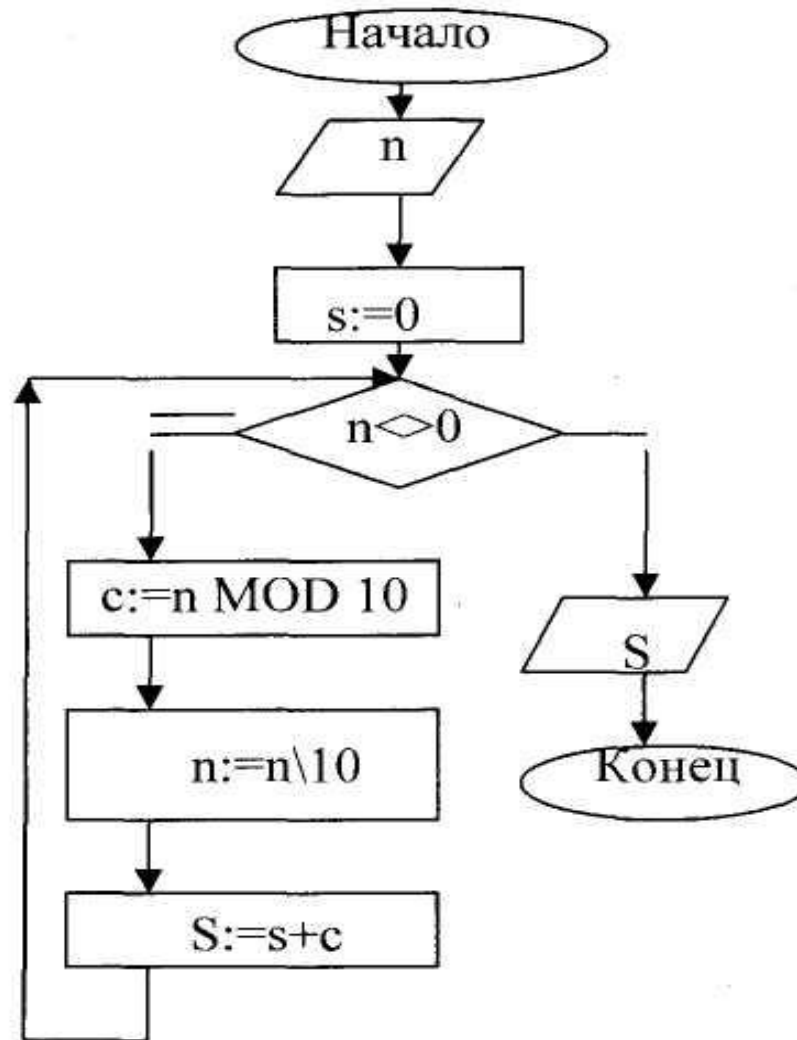 Начало
n
s:=0
n<>0
c:=n MOD 10
n:=n\10
S:=s+c
S
Конец